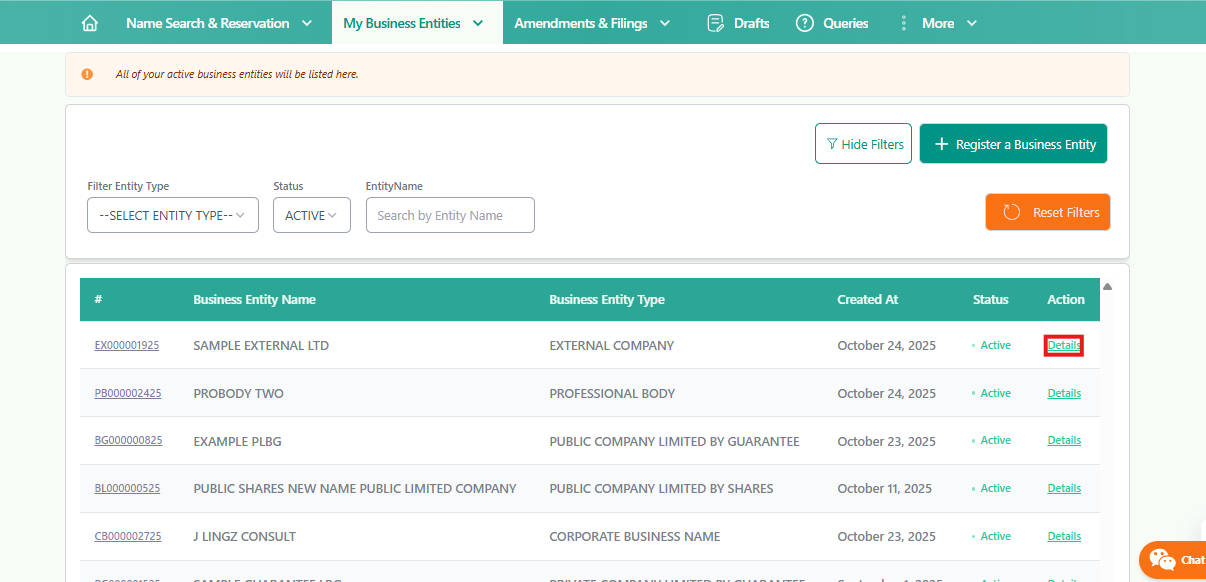 Name Search & Reservation My Business Entities Amendments & Filings Drafts Queries More
All of your active business entities will be listed here.
Hide Filters Register a Business Entity
Filter Entity Type Status EntityName
--SELECT ENTITY TYPE-- ACTIVE Search by Entity Name Reset Filters
# Business Entity Name Business Entity Type Created At Status Action
EX000001925 SAMPLE EXTERNAL LTD EXTERNAL COMPANY October 24, 2025 Active Details
PB000002425 PROBODY TWO PROFESSIONAL BODY October 24, 2025 Active Details
BG000000825 EXAMPLE PLBG PUBLIC COMPANY LIMITED BY GUARANTEE October 23, 2025 Active Details
BL000000525 PUBLIC SHARES NEW NAME PUBLIC LIMITED COMPANY PUBLIC COMPANY LIMITED BY SHARES October 11, 2025 Active Details
CB000002725 J LINGZ CONSULT CORPORATE BUSINESS NAME October 23, 2025 Active Details
Chat